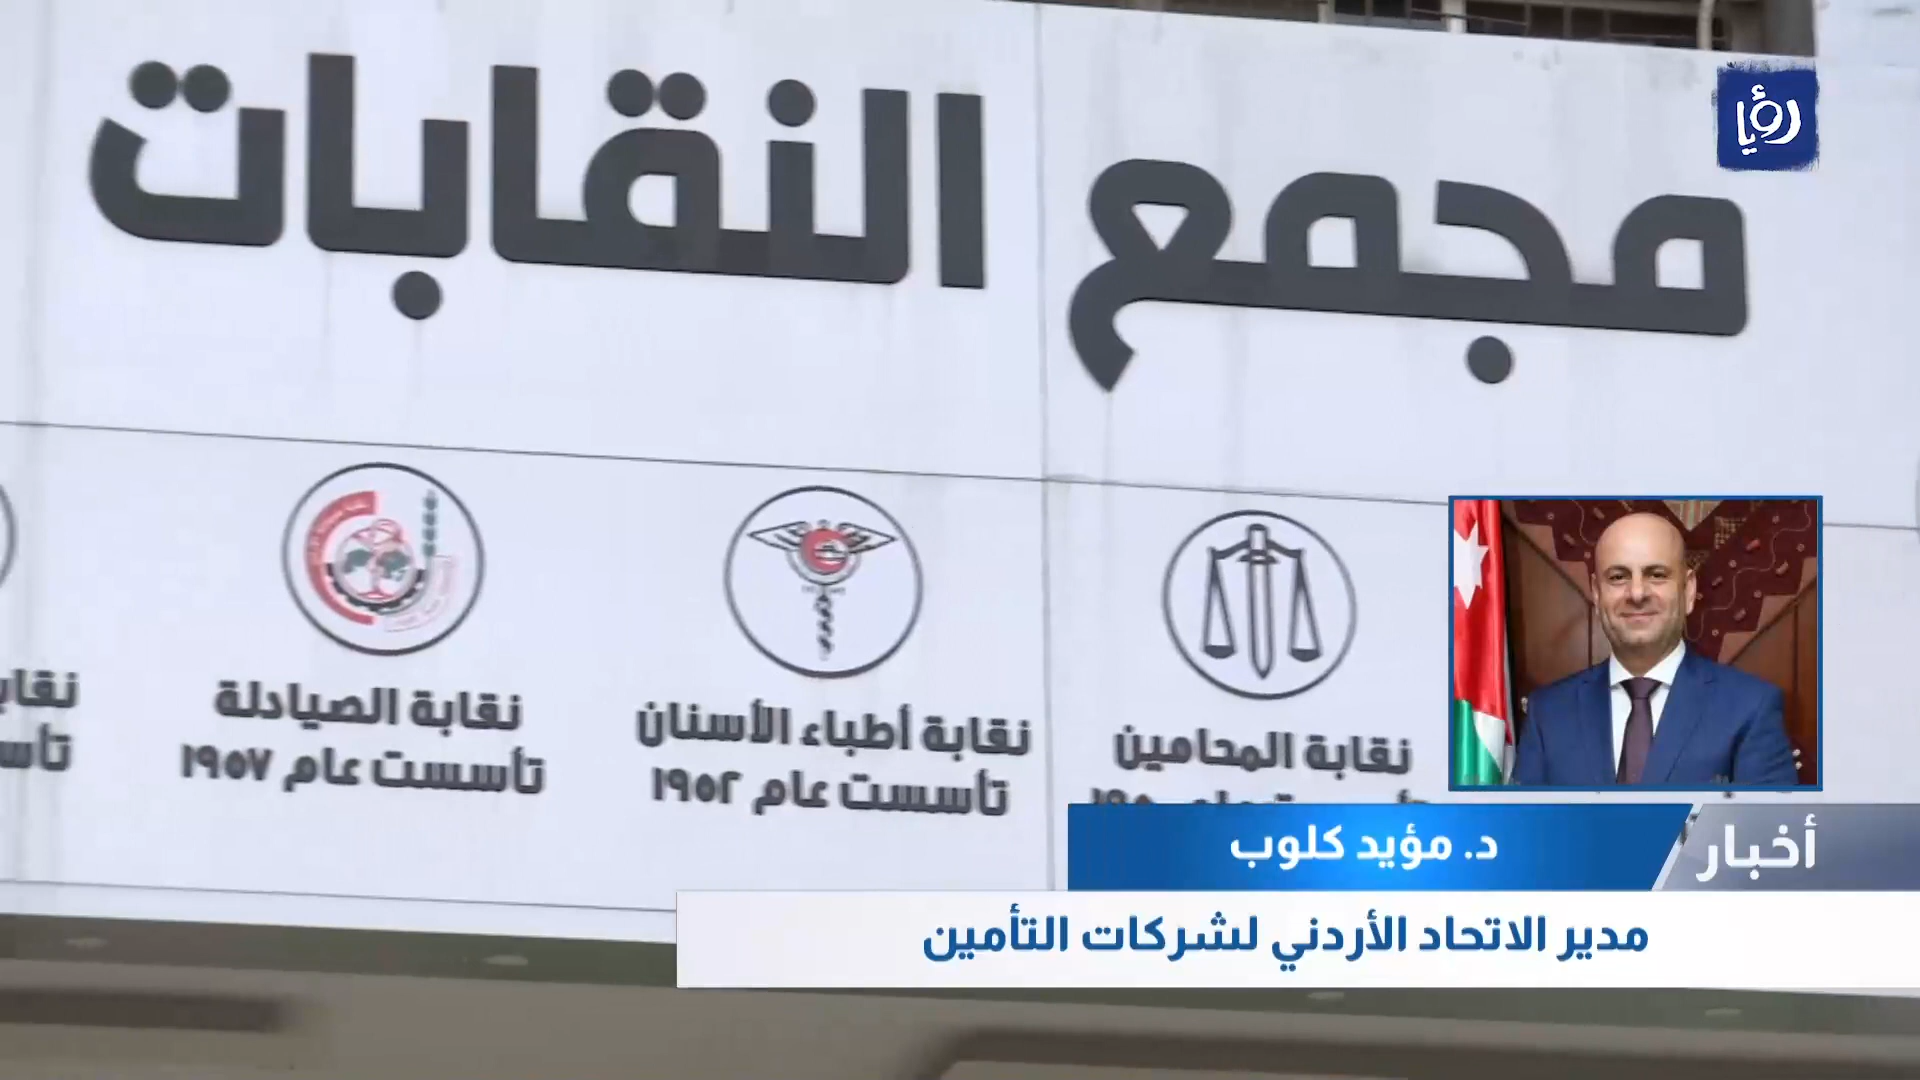 مجمع النقابات
رؤيا
نقابة المحامين
نقابة أطباء الأسنان
تأسست عام ١٩٥٢
نقابة الصيادلة
تأسست عام ١٩٥٧
أخبار
د. مؤيد كلوب
مدير الاتحاد الأردني لشركات التأمين